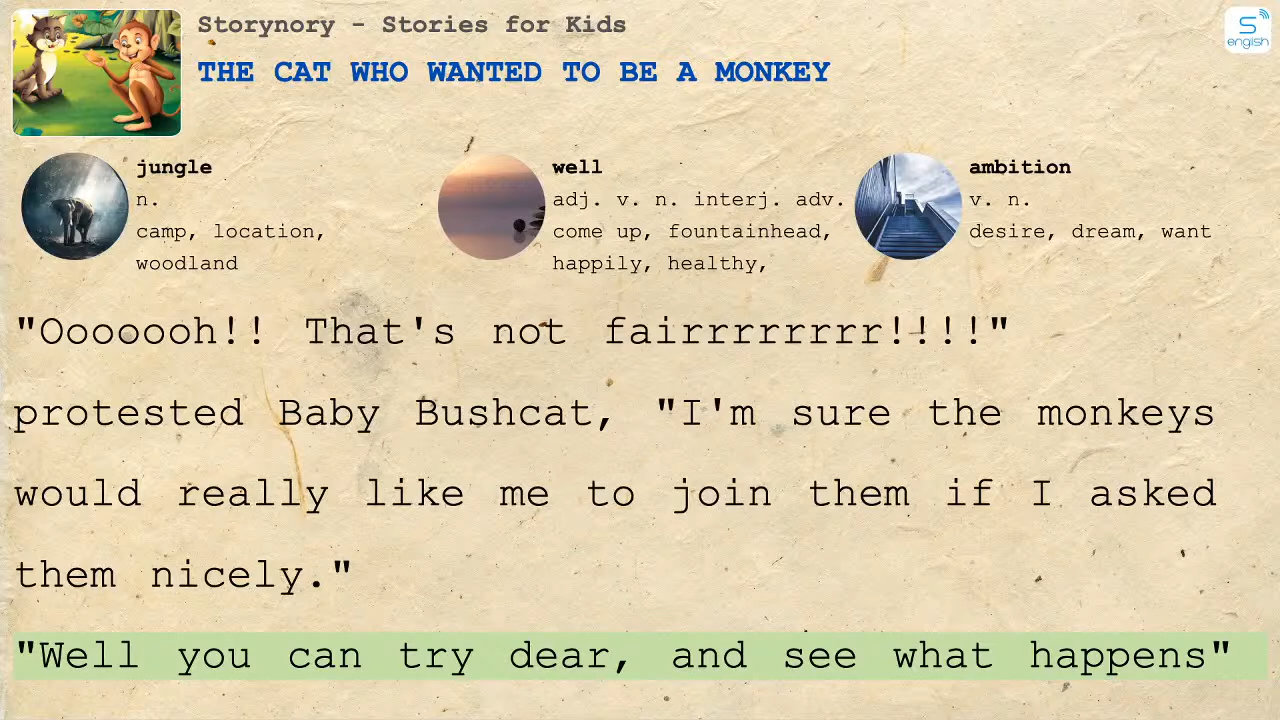 Storynory - Stories for Kids
THE CAT WHO WANTED TO BE A MONKEY
S
english
jungle
n.
camp, location,
woodland
well
adj. v. n. interj. adv.
come up, fountainhead,
happily, healthy,
ambition
v. n.
desire, dream, want
"Ooooooh!! That's not fairrrrrrrr!!!!"
protested Baby Bushcat, "I'm sure the monkeys
would really like me to join them if I asked
them nicely."
"Well you can try dear, and see what happens"